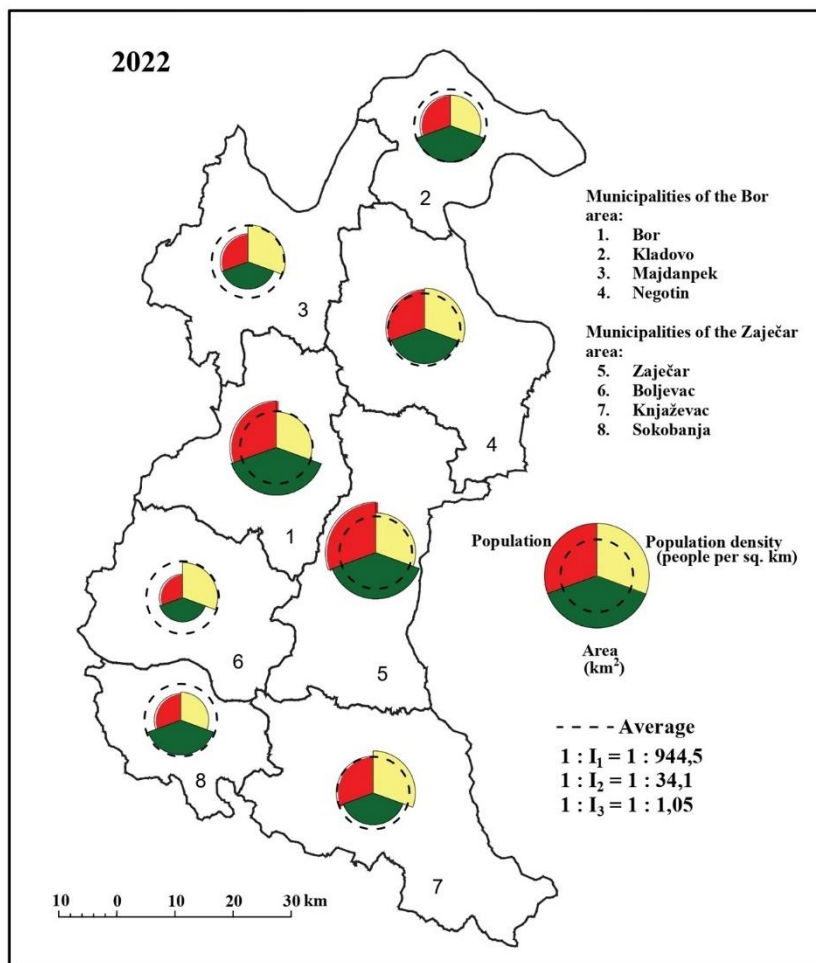 2022
2
3
4
1
5
6
8
7
Municipalities of the Bor
area:
1. Bor
2. Kladovo
3. Majdanpek
4. Negotin
Municipalities of the Zaječar
area:
5. Zaječar
6. Boljevac
7. Knjaževac
8. Sokobanja
Population
Population density
(people per sq. km)
Area
(km²)
Average
1 : I₁ = 1 : 944,5
1 : I₂ = 1 : 34,1
1 : I₃ = 1 : 1,05
10 0 10 20 30 km